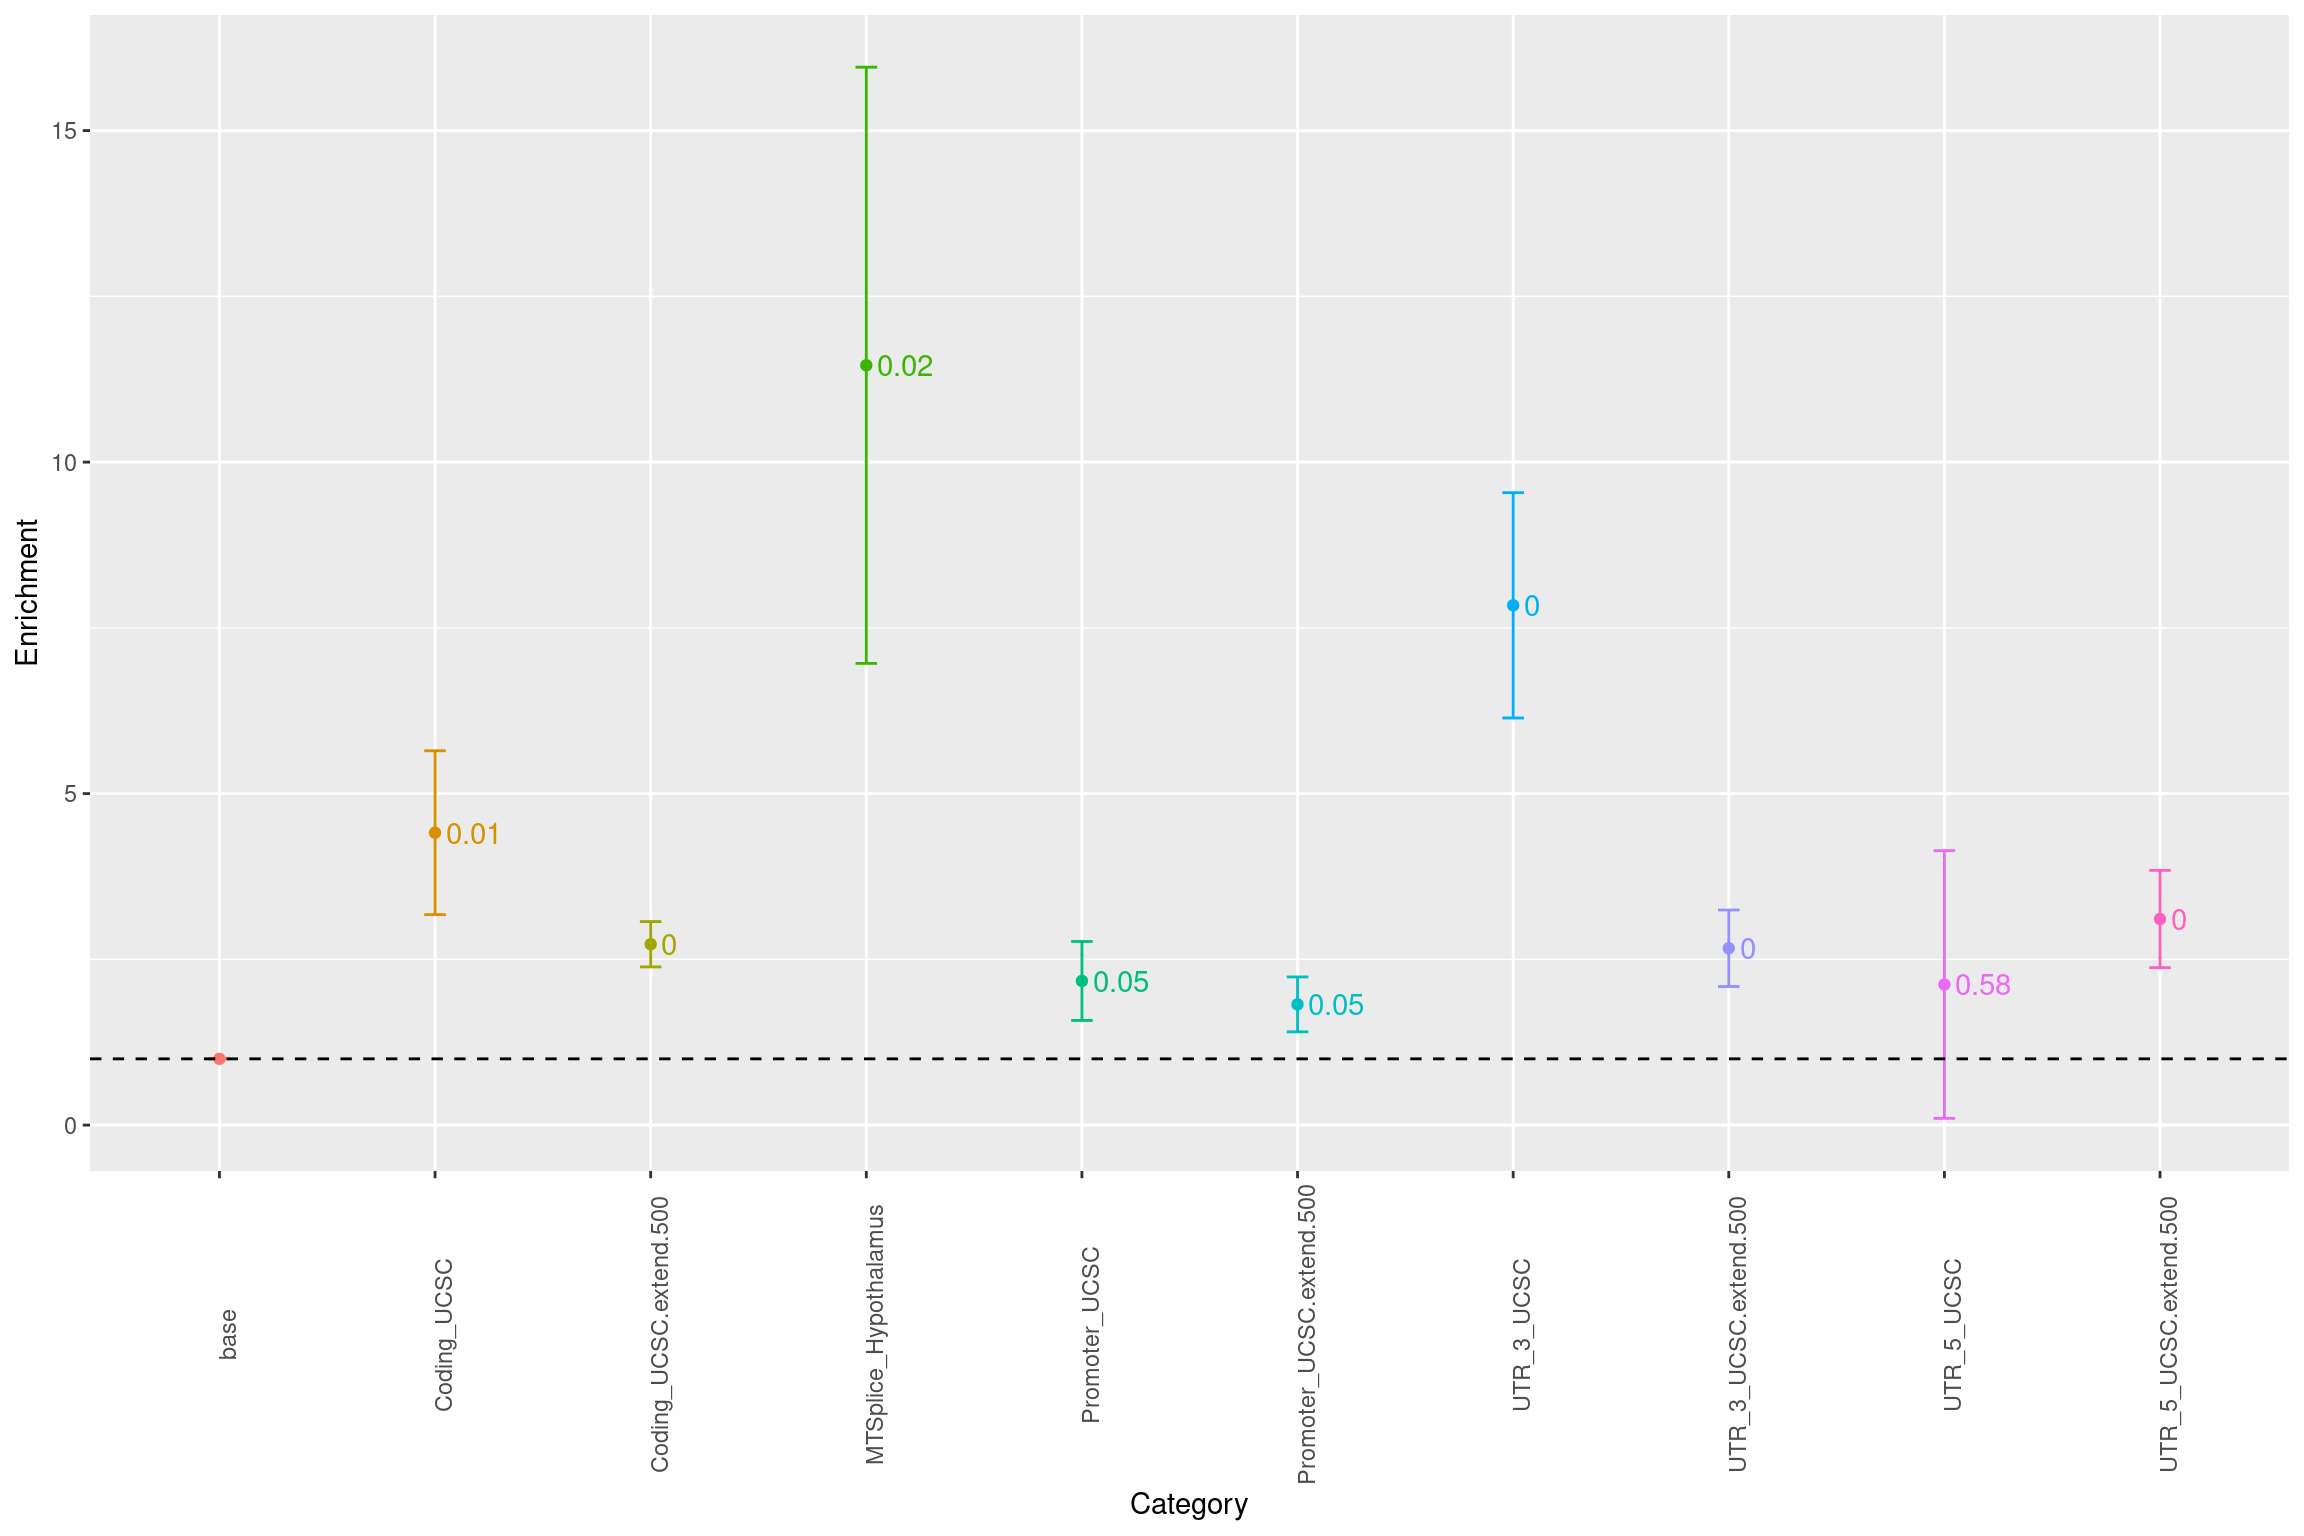 Enrichment
15
10
5
0
0.02
0
0.01
0
0.05
0.05
0
0.58
0
base
Coding_UCSC
Coding_UCSC.extend.500
MTSplice_Hypothalamus
Promoter_UCSC
Promoter_UCSC.extend.500
UTR_3_UCSC
UTR_3_UCSC.extend.500
UTR_5_UCSC
UTR_5_UCSC.extend.500
Category